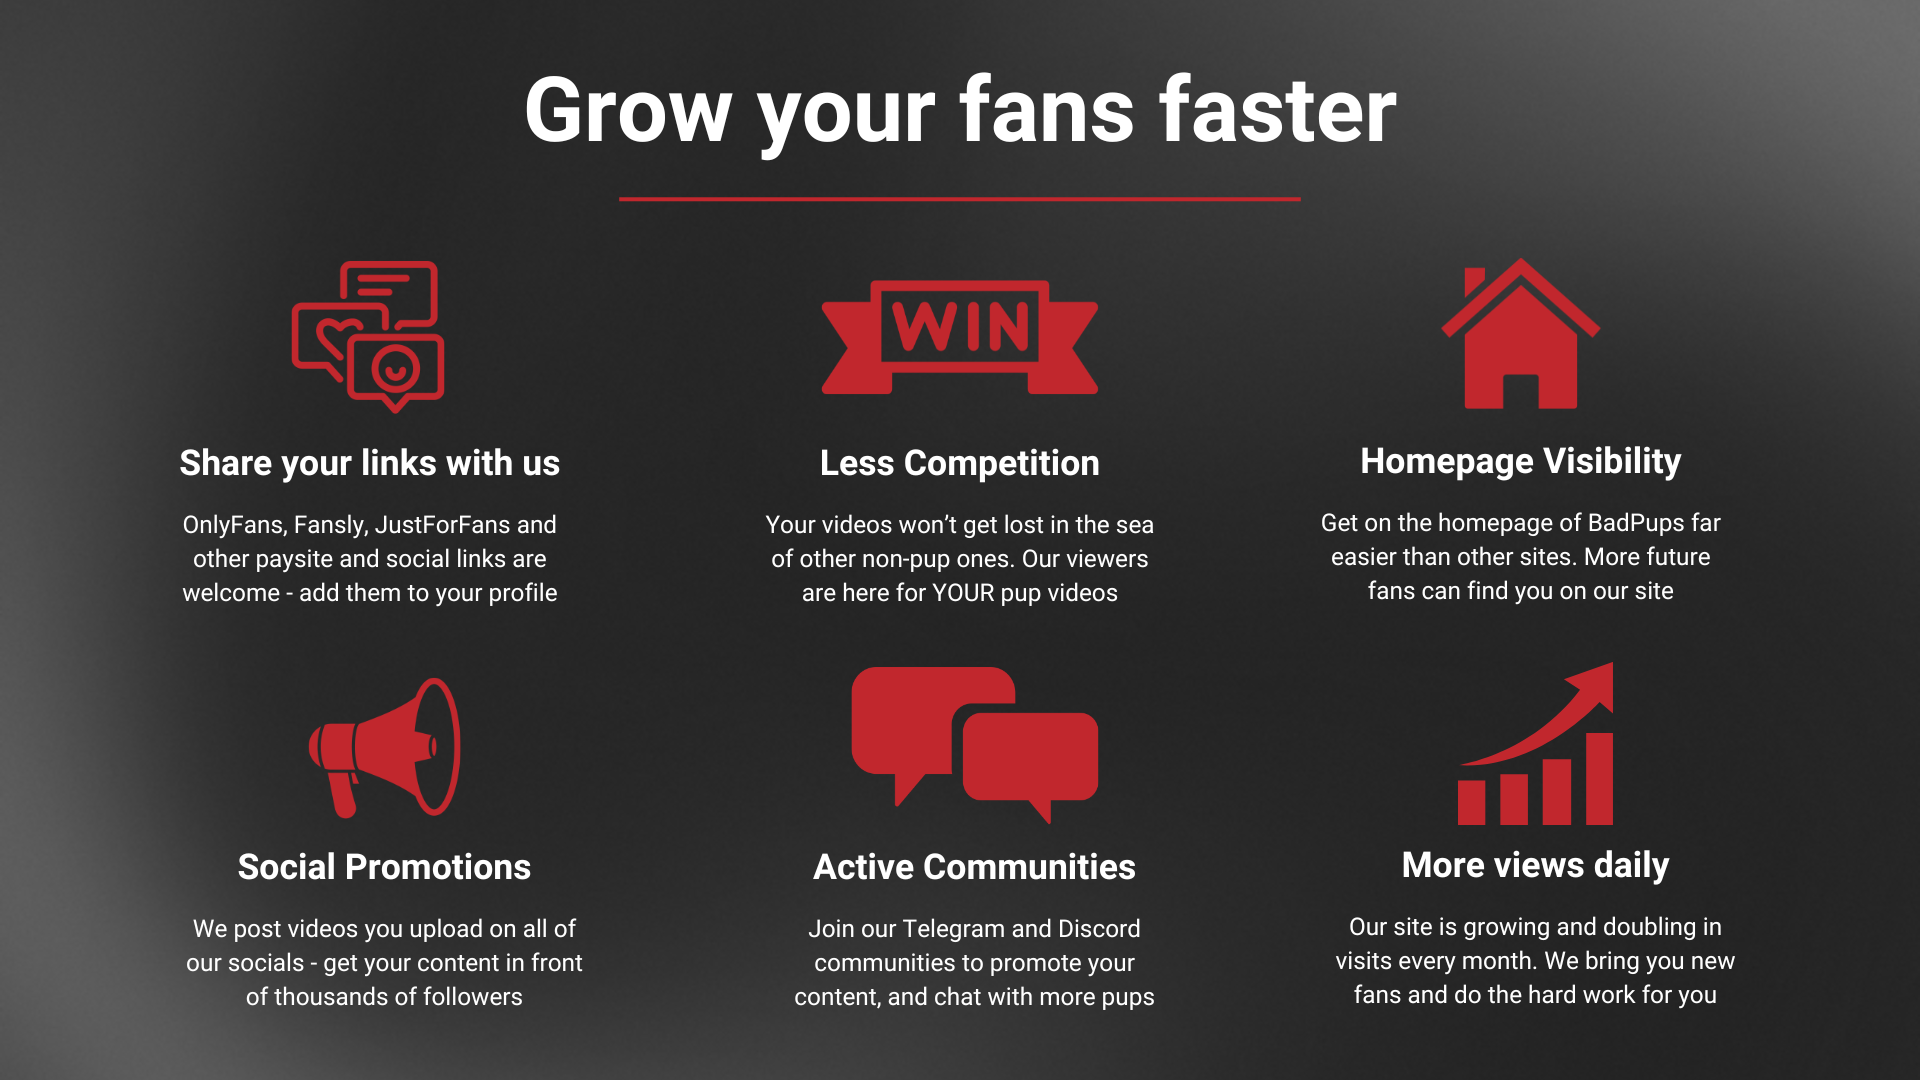 Grow your fans faster
WIN
Share your links with us
OnlyFans, Fansly, JustForFans and
other paysite and social links are
welcome - add them to your profile
Less Competition
Your videos won’t get lost in the sea
of other non-pup ones. Our viewers
are here for YOUR pup videos
Homepage Visibility
Get on the homepage of BadPups far
easier than other sites. More future
fans can find you on our site
Social Promotions
We post videos you upload on all of
our socials - get your content in front
of thousands of followers
Active Communities
Join our Telegram and Discord
communities to promote your
content, and chat with more pups
More views daily
Our site is growing and doubling in
visits every month. We bring you new
fans and do the hard work for you